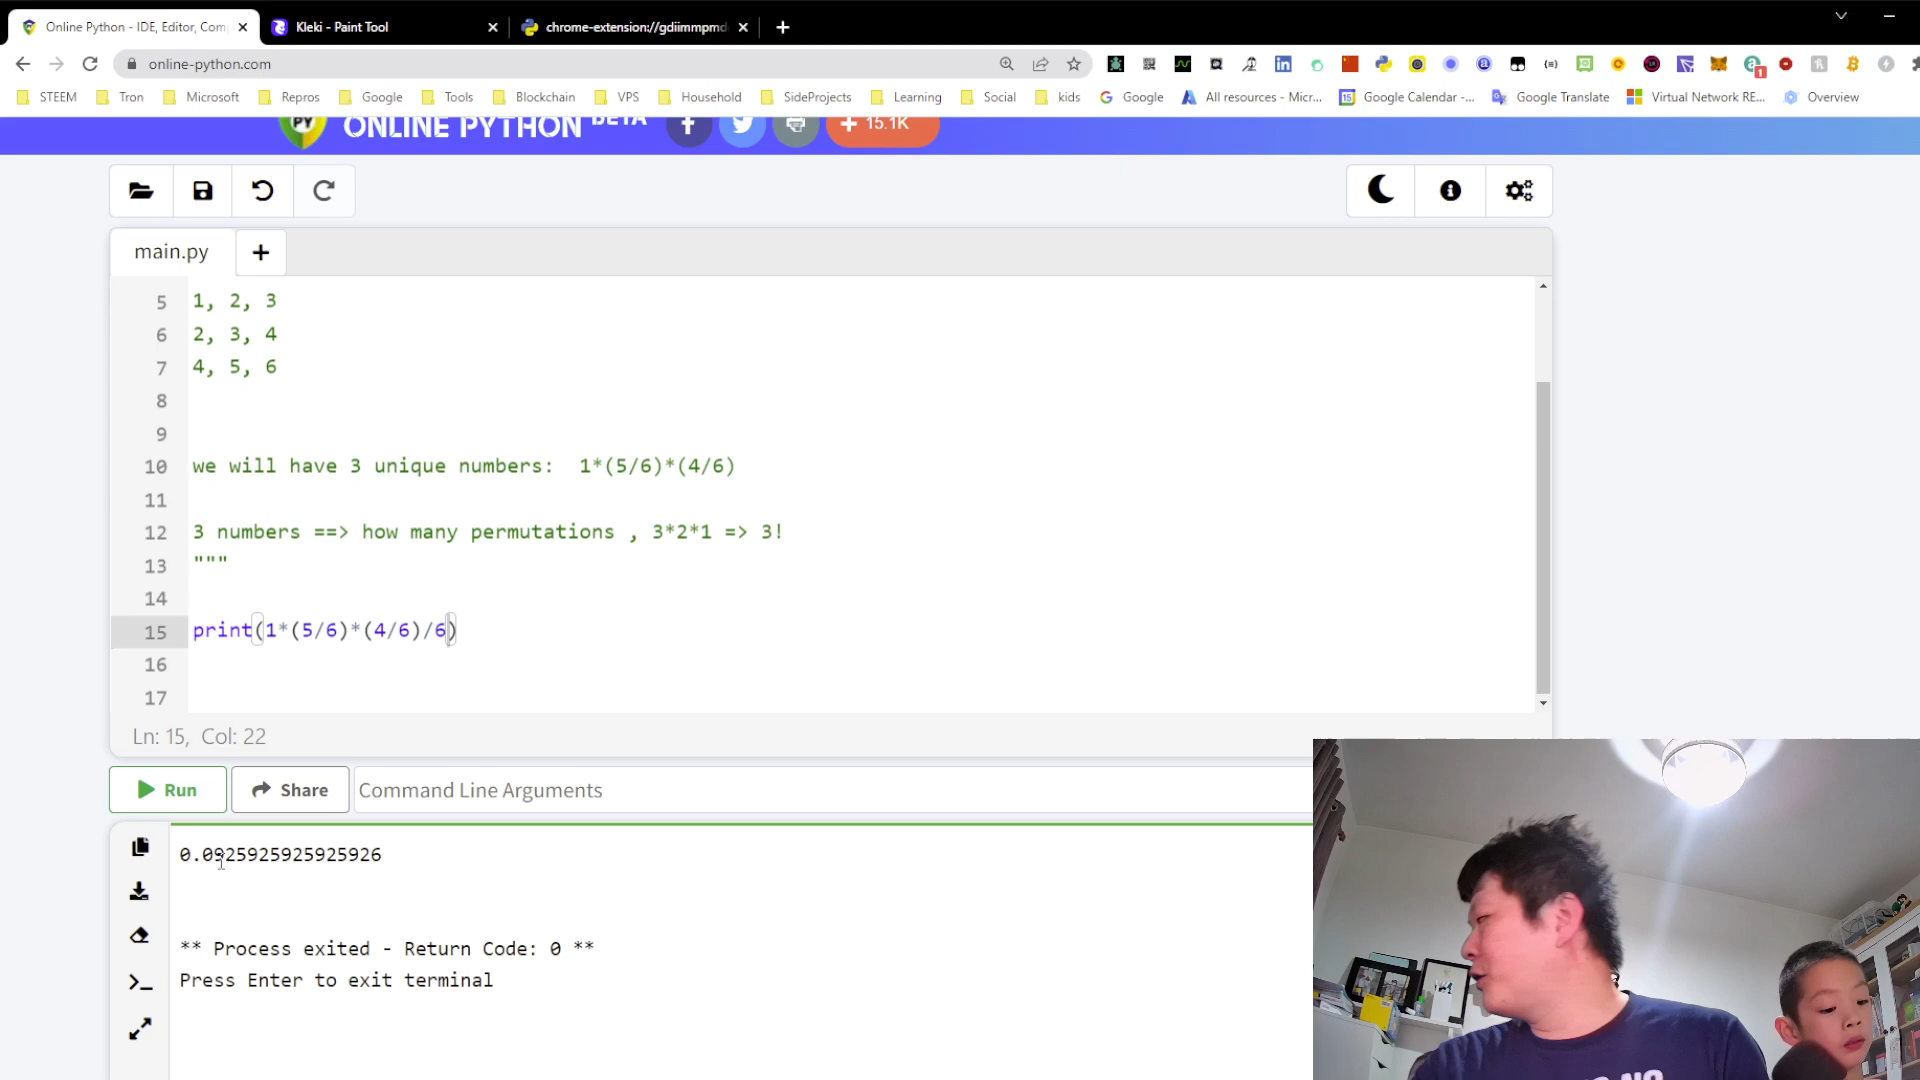 Online Python - IDE, Editor, Com
Kleki - Paint Tool
chrome-extension://gdiimmpmd
online-python.com
STEEM
Tron
Microsoft
Repros
Google
Tools
Blockchain
VPS
Household
SideProjects
Learning
Social
kids
Google
All resources - Micr...
Google Calendar -...
Google Translate
Virtual Network RE...
Overview
PY
ONLINE PYTHON BETA
15.1K
main.py
5 1, 2, 3
6 2, 3, 4
7 4, 5, 6
8
9
10 we will have 3 unique numbers:  1*(5/6)*(4/6)
11
12 3 numbers ==> how many permutations , 3*2*1 => 3!
13 """
14
15 print(1*(5/6)*(4/6)/6)
16
17
Ln: 15, Col: 22
Run
Share
Command Line Arguments
0.0925925925925926
** Process exited - Return Code: 0 **
Press Enter to exit terminal